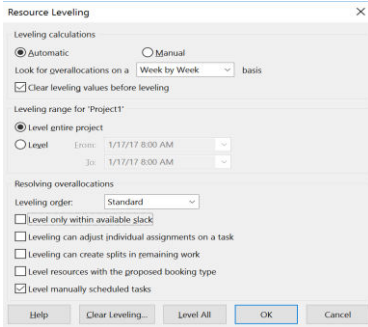 Resource Leveling
Leveling calculations
Automatic Manual
Look for overallocations on a Week by Week basis
Clear leveling values before leveling
Leveling range for 'Project1'
Level entire project
Level From: 1/17/17 8:00 AM
To: 1/17/17 8:00 AM
Resolving overallocations
Leveling order: Standard
Level only within available slack
Leveling can adjust individual assignments on a task
Leveling can create splits in remaining work
Level resources with the proposed booking type
Level manually scheduled tasks
Help Clear Leveling... Level All OK Cancel